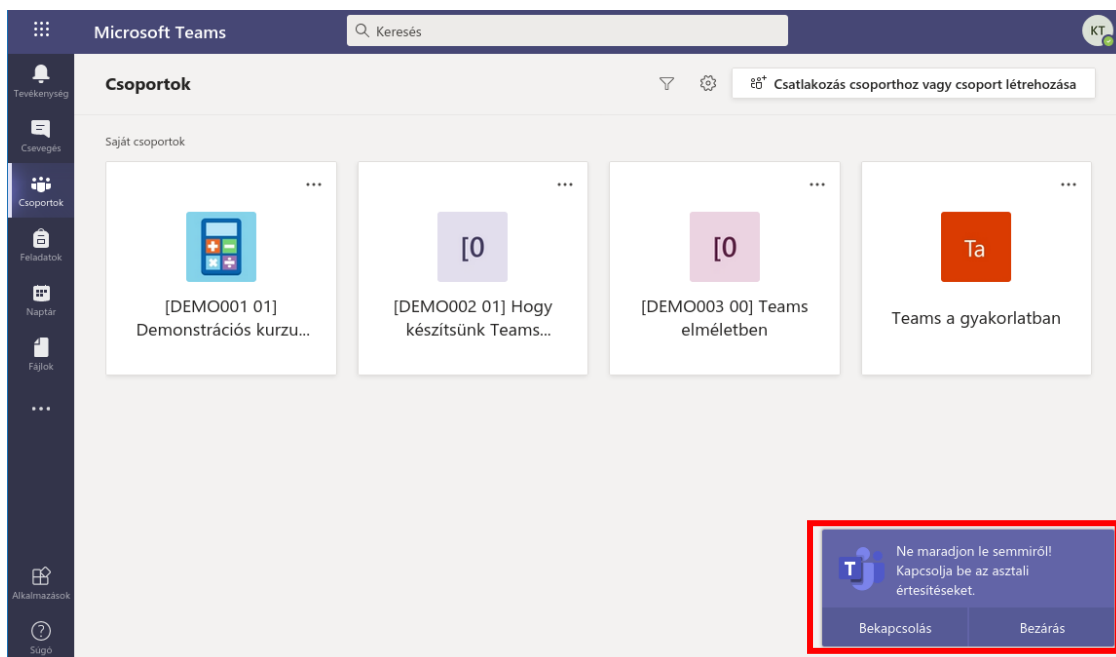 Microsoft Teams
Keresés
KT
Tevékenység
Csevegés
Csoportok
Feladatok
Naptár
Fájlok
Alkalmazások
Súgó
Csoportok
Csatlakozás csoporthoz vagy csoport létrehozása
Saját csoportok
[DEMO001 01]
Demonstrációs kurzu...
[0
[DEMO002 01] Hogy
készítsünk Teams...
[0
[DEMO003 00] Teams
elméletben
Ta
Teams a gyakorlatban
T
Ne maradjon le semmiről!
Kapcsolja be az asztali
értesítéseket.
Bekapcsolás
Bezárás